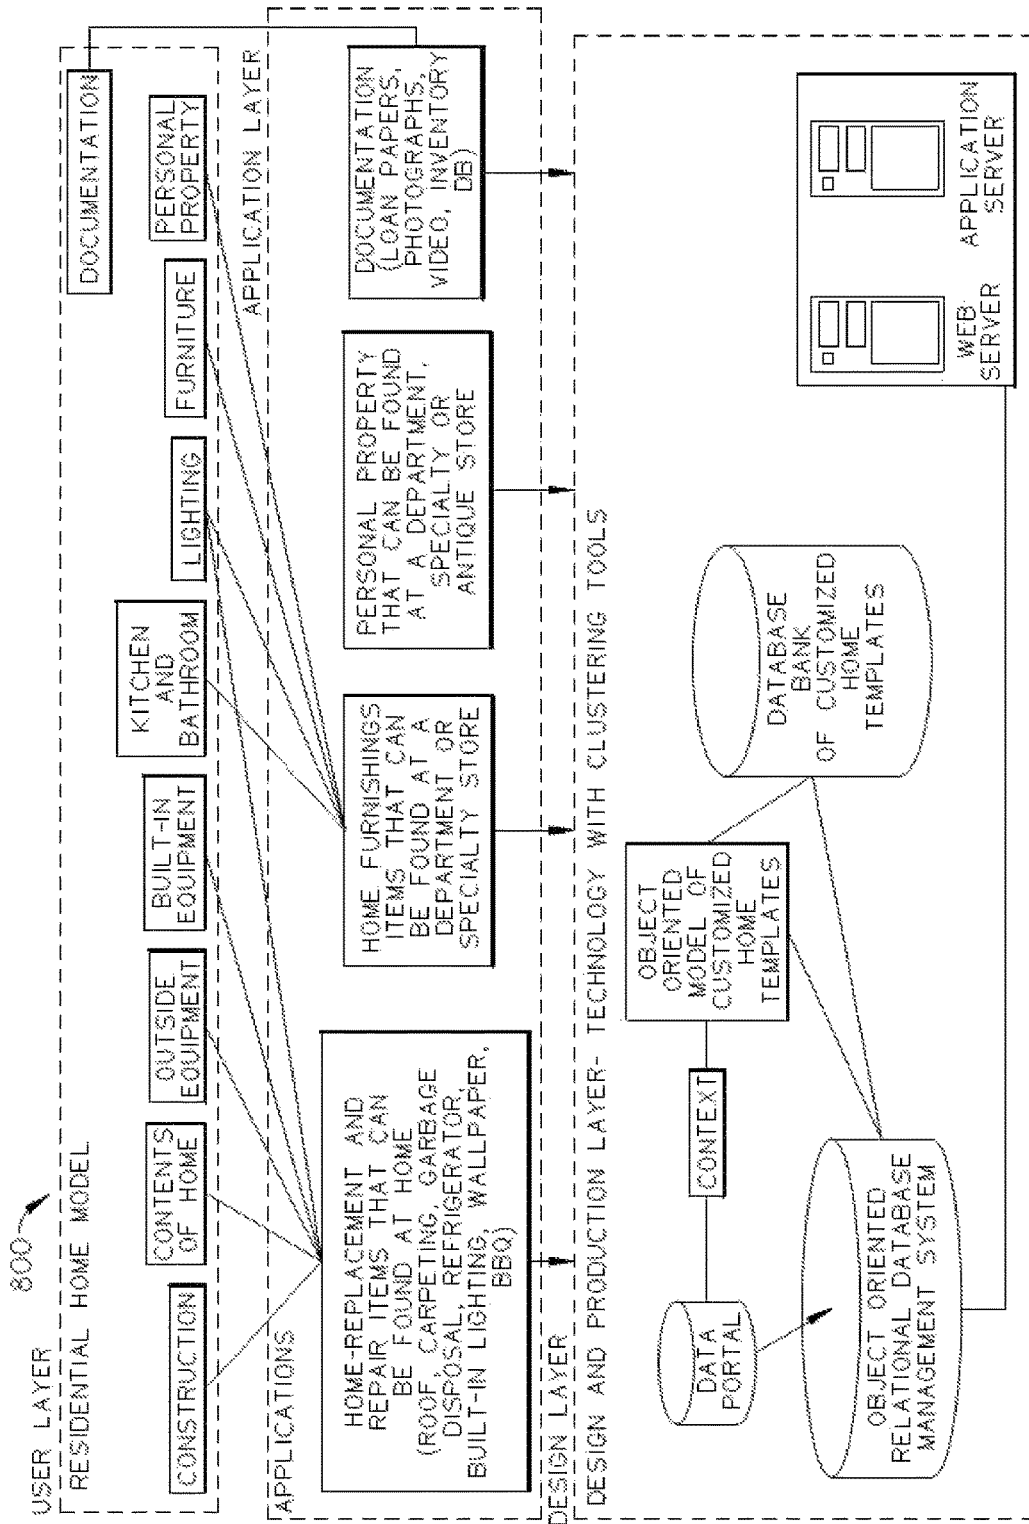 800
USER LAYER
RESIDENTIAL HOME MODEL
DOCUMENTATION
CONSTRUCTION
CONTENTS
OF HOME
OUTSIDE
EQUIPMENT
BUILT-IN
EQUIPMENT
KITCHEN
AND
BATHROOM
LIGHTING
FURNITURE
PERSONAL
PROPERTY
APPLICATION LAYER
APPLICATIONS
HOME-REPLACEMENT AND
REPAIR ITEMS THAT CAN
BE FOUND AT HOME
(ROOF, CARPETING, GARBAGE
DISPOSAL, REFRIGERATOR,
BUILT-IN LIGHTING, WALLPAPER,
BBQ)
HOME FURNISHINGS
ITEMS THAT CAN
BE FOUND AT A
DEPARTMENT OR
SPECIALTY STORE
PERSONAL PROPERTY
THAT CAN BE FOUND
AT A DEPARTMENT,
SPECIALTY OR
ANTIQUE STORE
DOCUMENTATION
(LOAN PAPERS,
PHOTOGRAPHS,
VIDEO, INVENTORY
DB)
DESIGN LAYER
DESIGN AND PRODUCTION LAYER- TECHNOLOGY WITH CLUSTERING TOOLS
DATA
PORTAL
CONTEXT
OBJECT
ORIENTED
MODEL OF
CUSTOMIZED
HOME
TEMPLATES
DATABASE
BANK
OF CUSTOMIZED
HOME
TEMPLATES
OBJECT ORIENTED
RELATIONAL DATABASE
MANAGEMENT SYSTEM
WEB
SERVER
APPLICATION
SERVER